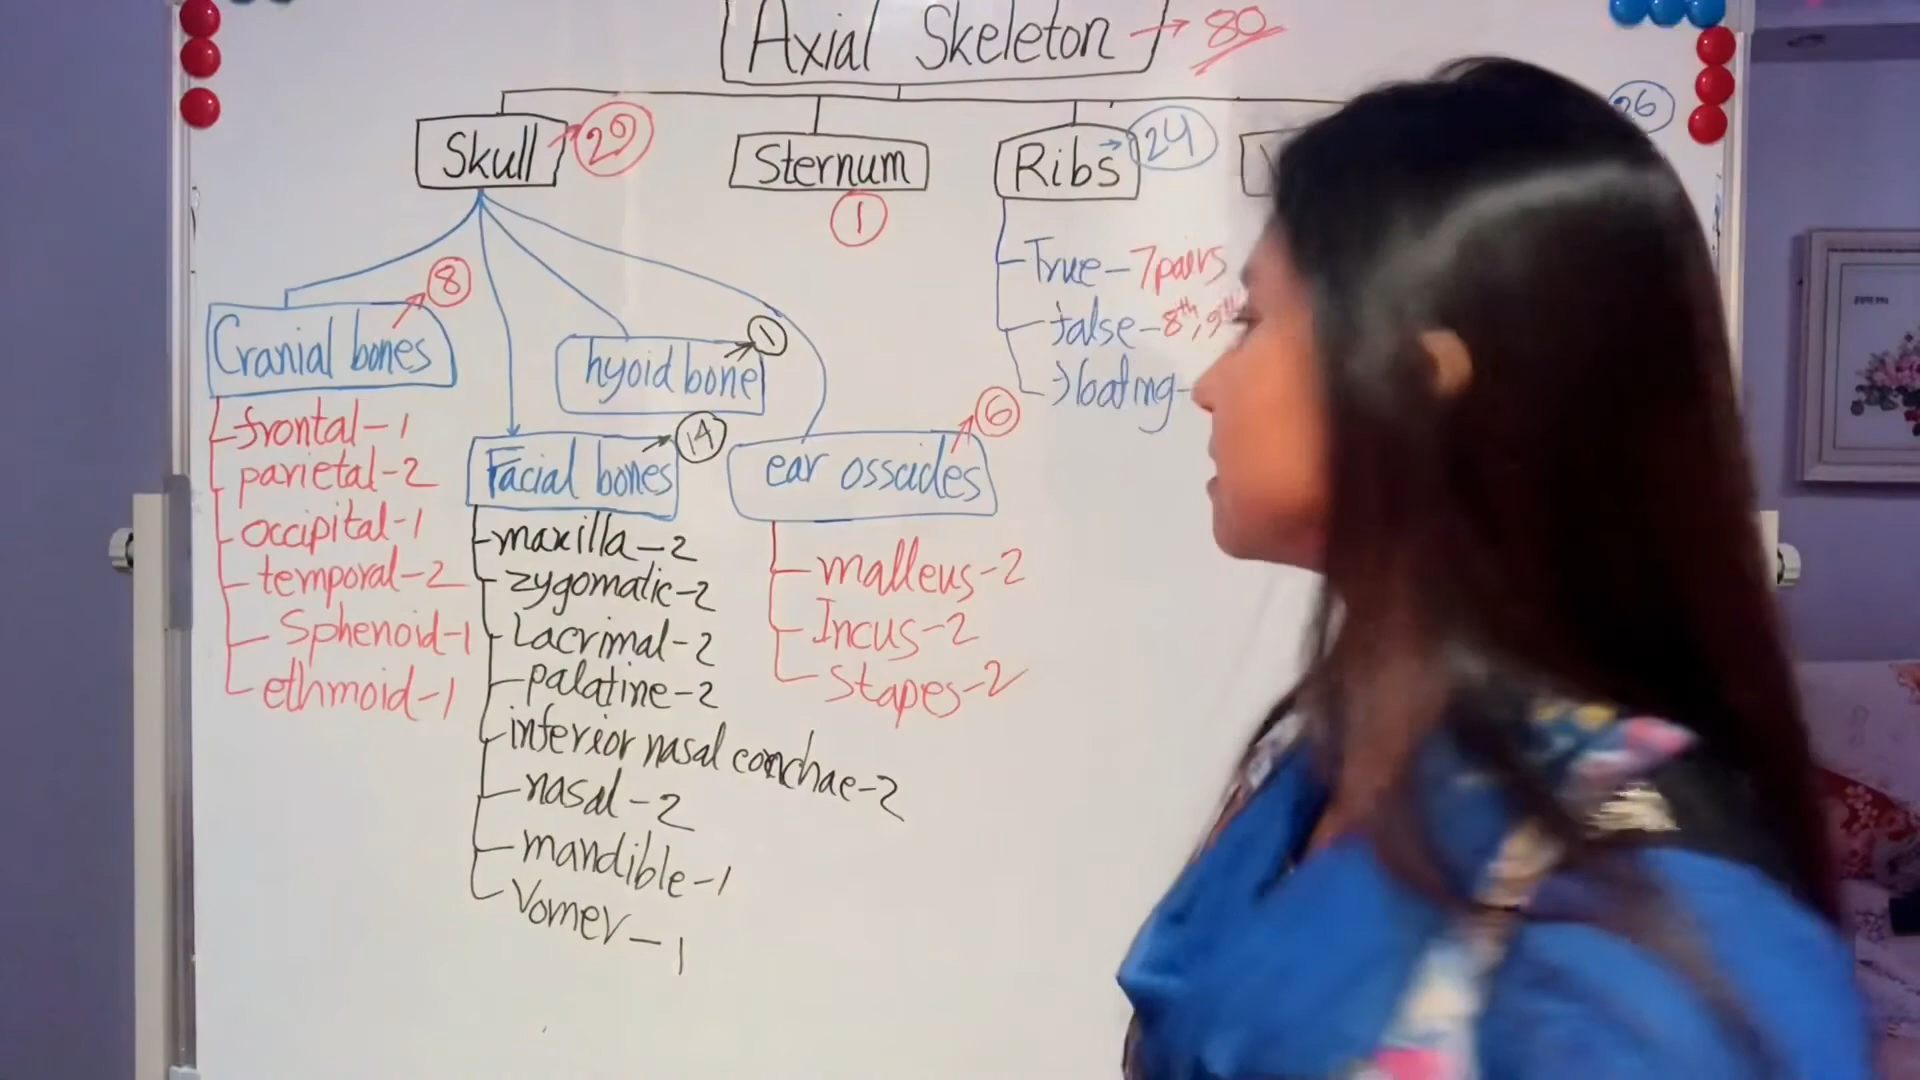 Axial Skeleton → 80
Skull → 29
Sternum
1
Ribs → 24
26
Cranial bones → 8
frontal-1
parietal-2
occipital-1
temporal-2
Sphenoid-1
ethmoid-1
hyoid bone → 1
Facial bones → 14
maxilla-2
zygomatic-2
Lacrimal-2
palatine-2
inferior nasal conchae-2
nasal-2
mandible-1
Vomer-1
ear ossicles → 6
malleus-2
Incus-2
Stapes-2
True-7pairs
false-8th, 9th
floating-